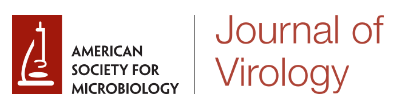 AMERICAN
SOCIETY FOR
MICROBIOLOGY
Journal of
Virology